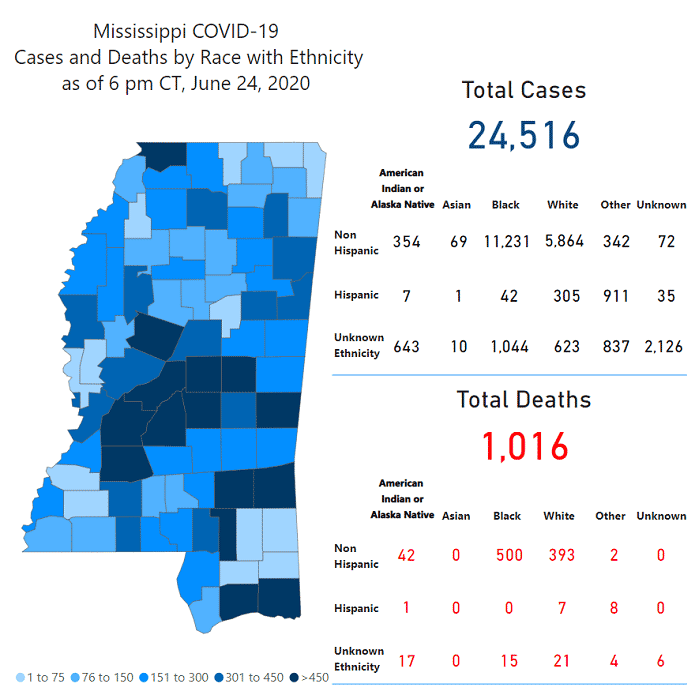 Mississippi COVID-19
Cases and Deaths by Race with Ethnicity
as of 6 pm CT, June 24, 2020
Total Cases
24,516
American
Indian or
Alaska Native Asian Black White Other Unknown
Non
Hispanic 354 69 11,231 5,864 342 72
Hispanic 7 1 42 305 911 35
Unknown
Ethnicity 643 10 1,044 623 837 2,126
Total Deaths
1,016
American
Indian or
Alaska Native Asian Black White Other Unknown
Non
Hispanic 42 0 500 393 2 0
Hispanic 1 0 0 7 8 0
Unknown
Ethnicity 17 0 15 21 4 6
1 to 75 76 to 150 151 to 300 301 to 450 >450